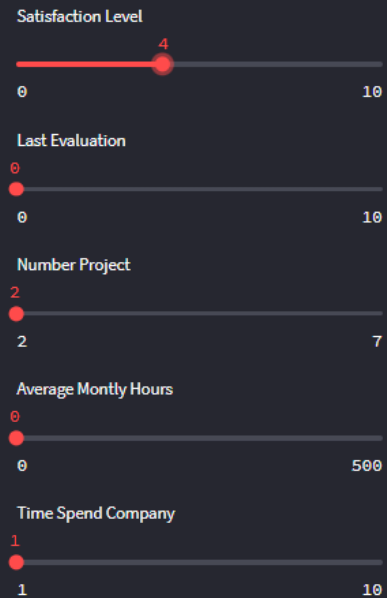 Satisfaction Level
4
0 10
Last Evaluation
0
0 10
Number Project
2
2 7
Average Montly Hours
0
0 500
Time Spend Company
1
1 10